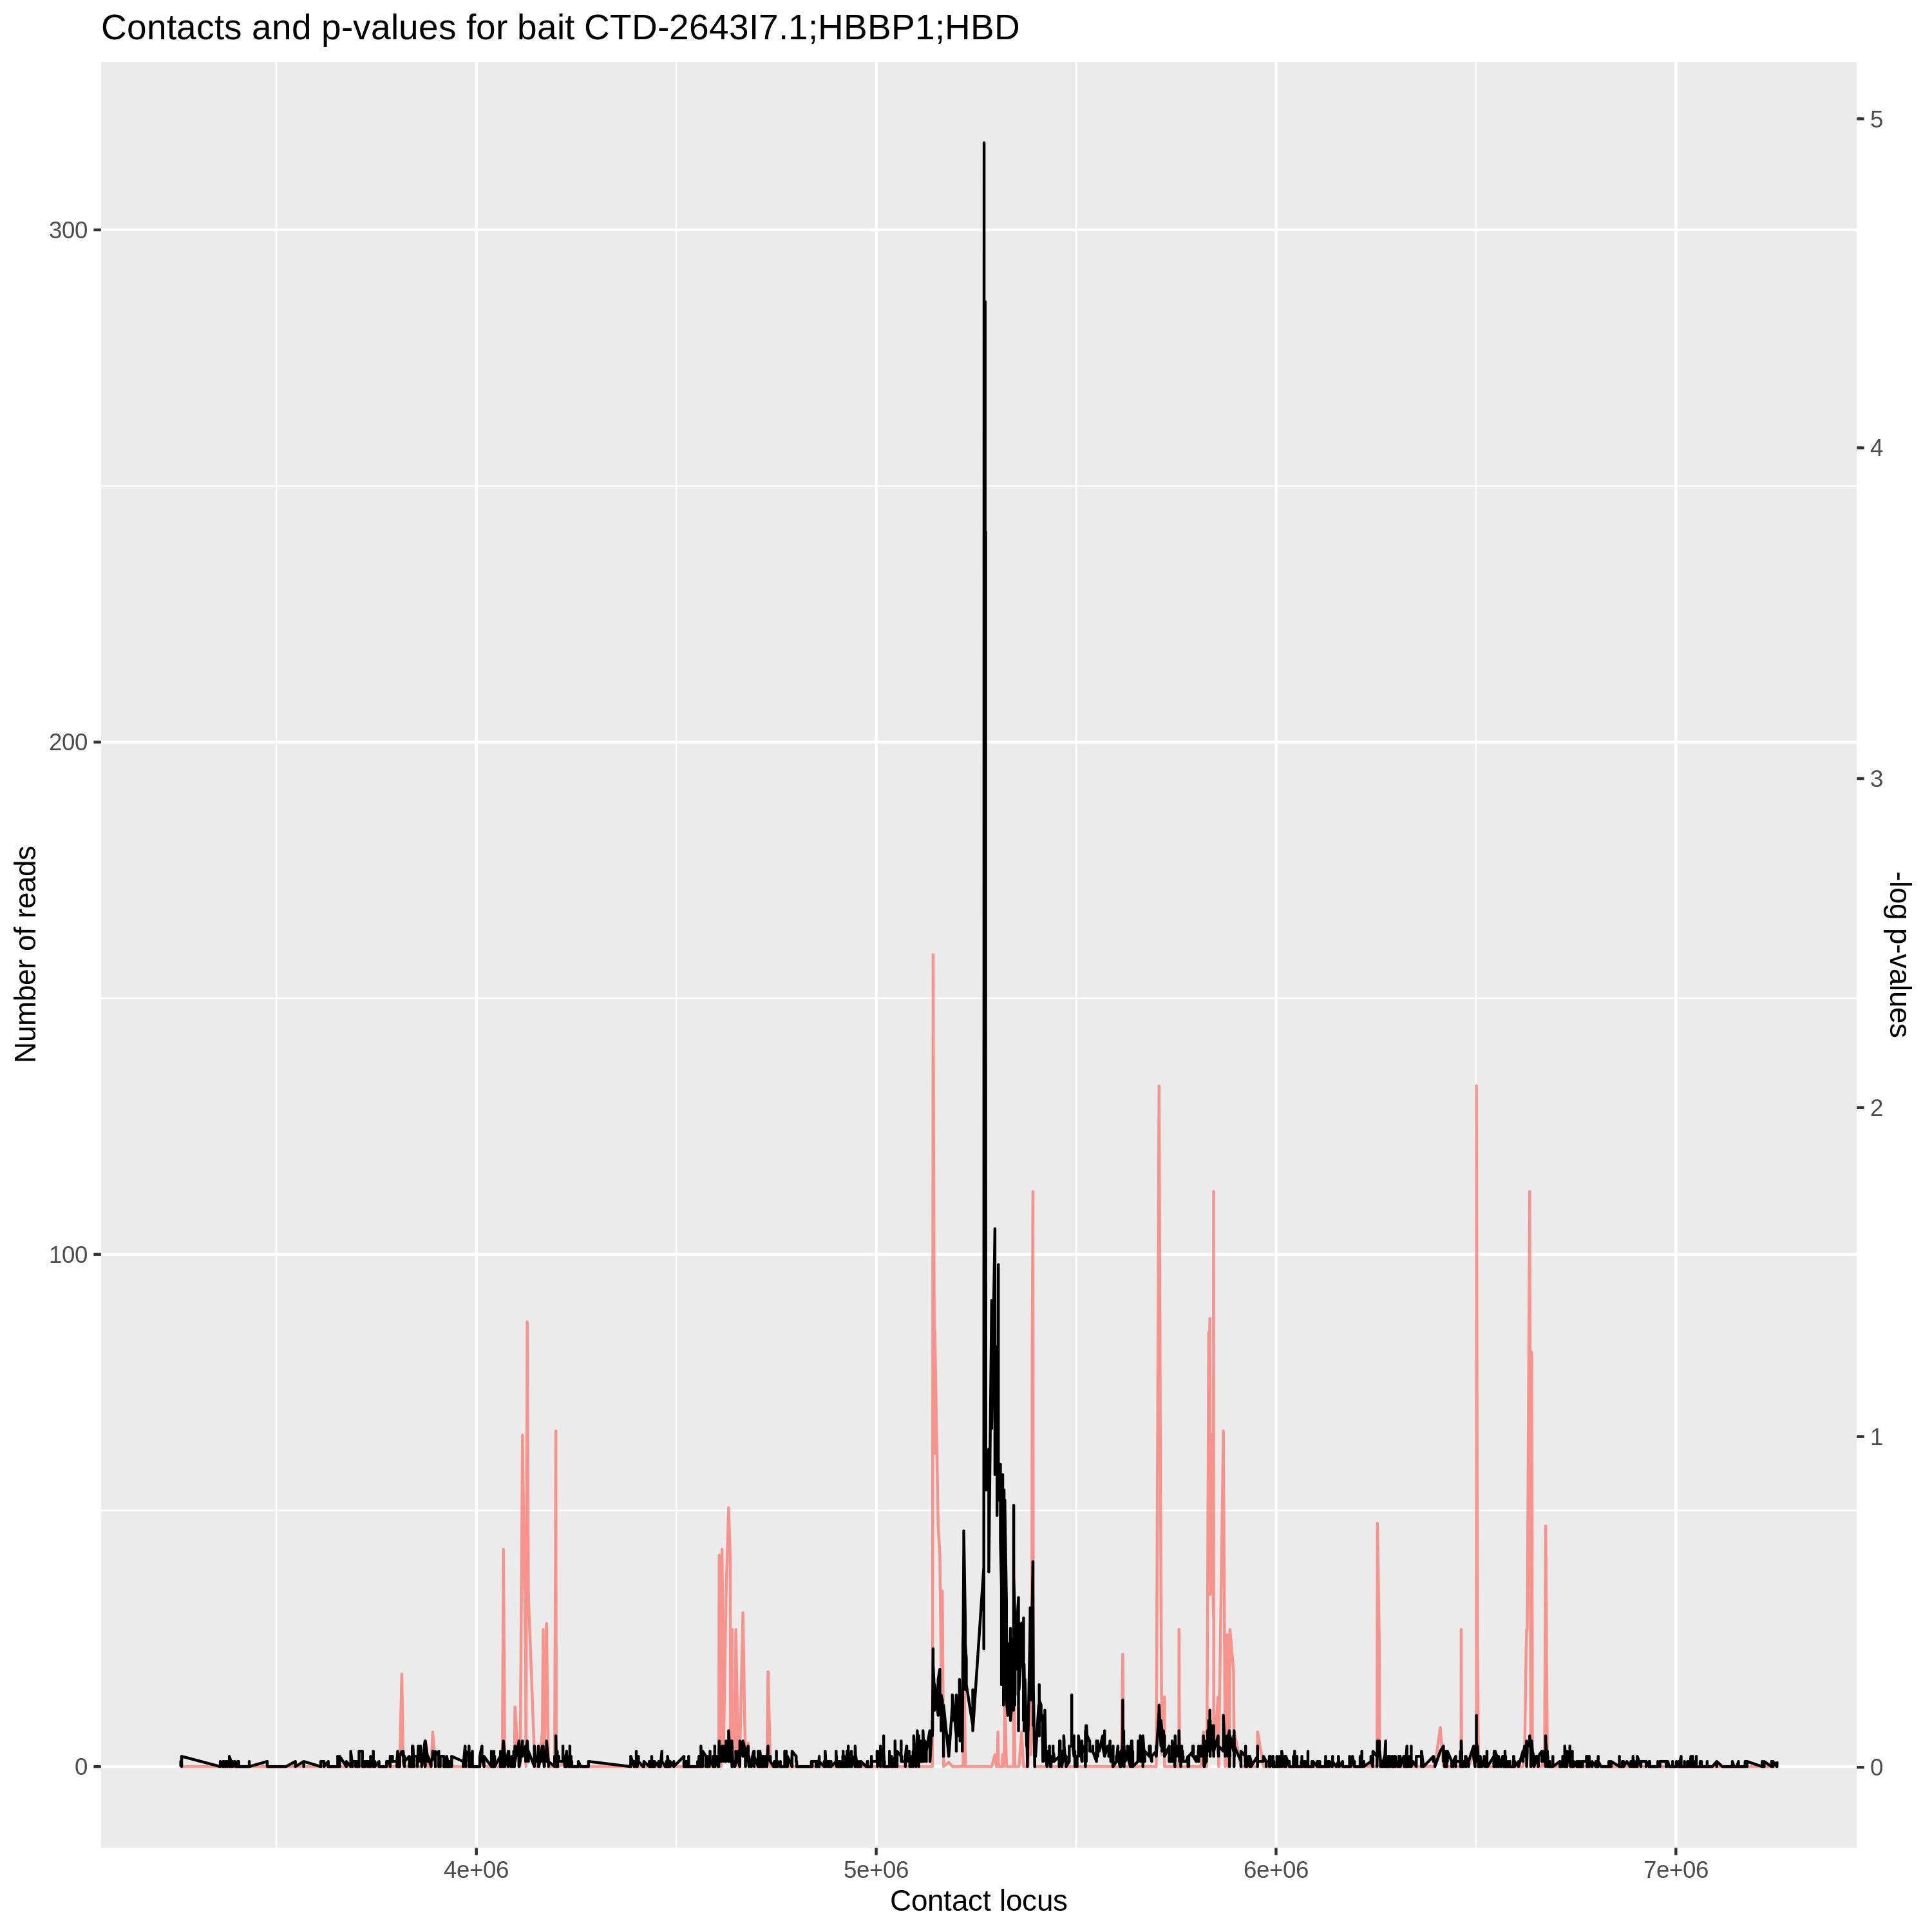 Contacts and p-values for bait CTD-2643I7.1;HBBP1;HBD
Number of reads
300
200
100
0
5
4
3
2
1
0
-log p-values
4e+06
5e+06
6e+06
7e+06
Contact locus